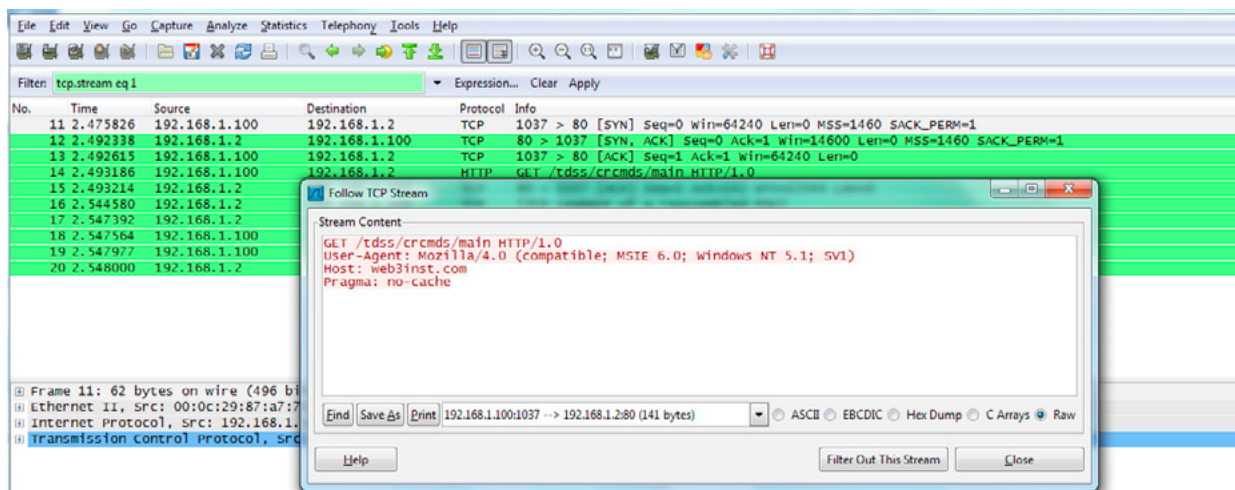 File Edit View Go Capture Analyze Statistics Telephony Tools Help
Filter: tcp.stream eq 1 Expression... Clear Apply
No. Time Source Destination Protocol Info
11 2.475826 192.168.1.100 192.168.1.2 TCP 1037 > 80 [SYN] Seq=0 Win=64240 Len=0 MSS=1460 SACK_PERM=1
12 2.492338 192.168.1.2 192.168.1.100 TCP 80 > 1037 [SYN, ACK] Seq=0 Ack=1 Win=14600 Len=0 MSS=1460 SACK_PERM=1
13 2.492615 192.168.1.100 192.168.1.2 TCP 1037 > 80 [ACK] Seq=1 Ack=1 Win=64240 Len=0
14 2.493186 192.168.1.100 192.168.1.2 HTTP GET /tdss/crcmds/main HTTP/1.0
15 2.493214 192.168.1.2
16 2.544580 192.168.1.2
17 2.547392 192.168.1.2
18 2.547564 192.168.1.100
19 2.547977 192.168.1.100
20 2.548000 192.168.1.2
Follow TCP Stream
Stream Content
GET /tdss/crcmds/main HTTP/1.0
User-Agent: Mozilla/4.0 (compatible; MSIE 6.0; Windows NT 5.1; SV1)
Host: web3inst.com
Pragma: no-cache
Frame 11: 62 bytes on wire (496 bi
Ethernet II, Src: 00:0c:29:87:a7:7
Internet Protocol, Src: 192.168.1.
Transmission Control Protocol, Src
Find Save As Print 192.168.1.100:1037 --> 192.168.1.2:80 (141 bytes) ASCII EBCDIC Hex Dump C Arrays Raw
Help Filter Out This Stream Close